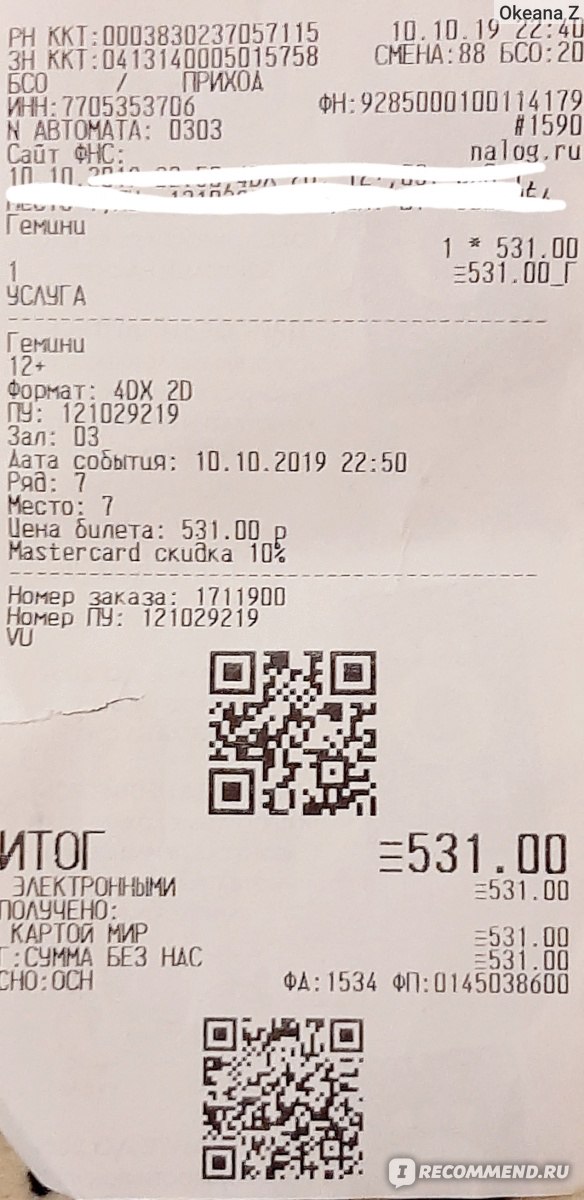 Okeana Z
РН ККТ:0003830237057115 10.10.19 22:40
ЗН ККТ:0413140005015758 СМЕНА:88 БСО:20
БСО / ПРИХОД
ИНН:7705353706 ФН:9285000100114179
N АВТОМАТА: 0303 #1590
Сайт ФНС: nalog.ru
Гемини
1 * 531.00
1 ≡531.00_Г
УСЛУГА
Гемини
12+
Формат: 4DX 2D
ПУ: 121029219
Зал: 03
Дата события: 10.10.2019 22:50
Ряд: 7
Место: 7
Цена билета: 531.00 р
Mastercard скидка 10%
Номер заказа: 1711900
Номер ПУ: 121029219
VU
ИТОГ ≡531.00
ЭЛЕКТРОННЫМИ ≡531.00
ПОЛУЧЕНО:
КАРТОЙ МИР ≡531.00
Г:СУММА БЕЗ НДС ≡531.00
СНО:ОСН ФД:1534 ФП:0145038600
IRECOMMEND.RU